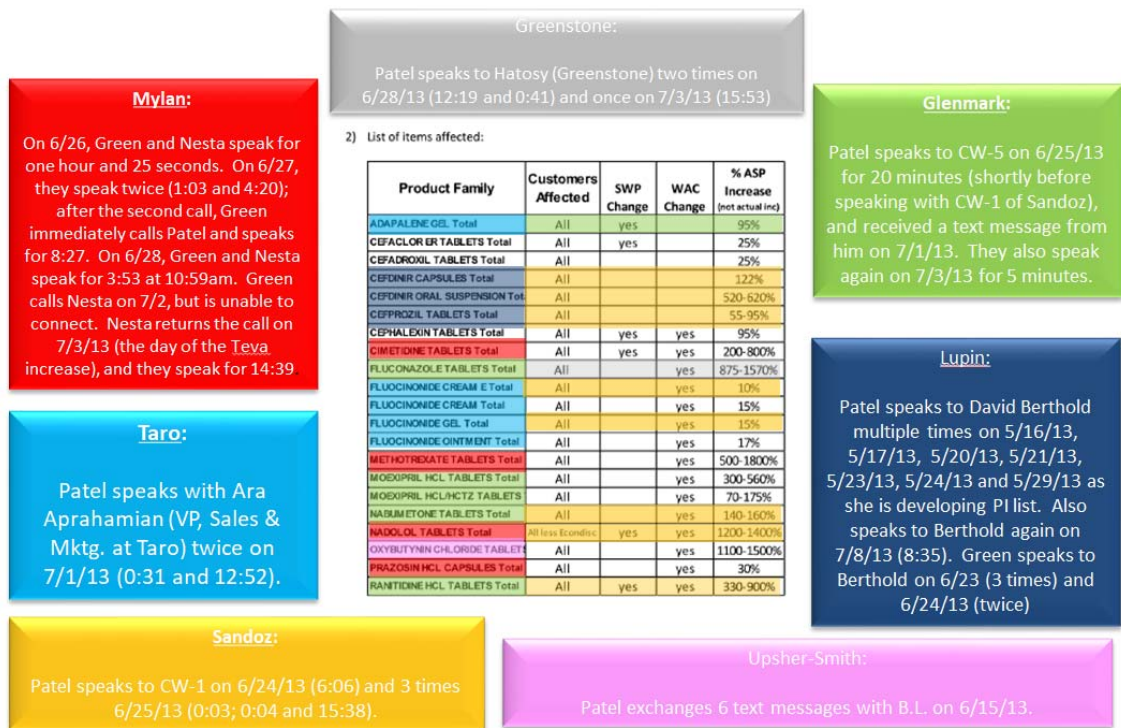 Greenstone:
Patel speaks to Hatosy (Greenstone) two times on
6/28/13 (12:19 and 0:41) and once on 7/3/13 (15:53)
Mylan:
On 6/26, Green and Nesta speak for
one hour and 25 seconds. On 6/27,
they speak twice (1:03 and 4:20);
after the second call, Green
immediately calls Patel and speaks
for 8:27. On 6/28, Green and Nesta
speak for 3:53 at 10:59am. Green
calls Nesta on 7/2, but is unable to
connect. Nesta returns the call on
7/3/13 (the day of the Teva
increase), and they speak for 14:39.
Taro:
Patel speaks with Ara
Aprahamian (VP, Sales &
Mktg. at Taro) twice on
7/1/13 (0:31 and 12:52).
2) List of items affected:
Product Family Customers Affected SWP Change WAC Change % ASP Increase (not actual inc)
ADAPALENE GEL Total All yes 95%
CEFACLOR ER TABLETS Total All yes 25%
CEFADROXIL TABLETS Total All 25%
CEFDINIR CAPSULES Total All 122%
CEFDINIR ORAL SUSPENSION Tot All 520-620%
CEFPROZIL TABLETS Total All 55-95%
CEPHALEXIN TABLETS Total All yes yes 95%
CIMETIDINE TABLETS Total All yes yes 200-800%
FLUCONAZOLE TABLETS Total All yes 875-1570%
FLUOCINONIDE CREAM E Total All yes 10%
FLUOCINONIDE CREAM Total All yes 15%
FLUOCINONIDE GEL Total All yes 15%
FLUOCINONIDE OINTMENT Total All yes 17%
METHOTREXATE TABLETS Total All yes 500-1800%
MOEXIPRIL HCL TABLETS Total All yes 300-560%
MOEXIPRIL HCL/HCTZ TABLETS All yes 70-175%
NABUMETONE TABLETS Total All yes 140-160%
NADOLOL TABLETS Total All less Econdisc yes yes 1200-1400%
OXYBUTYNIN CHLORIDE TABLETS All yes 1100-1500%
PRAZOSIN HCL CAPSULES Total All yes 30%
RANITIDINE HCL TABLETS Total All yes yes 330-900%
Glenmark:
Patel speaks to CW-5 on 6/25/13
for 20 minutes (shortly before
speaking with CW-1 of Sandoz),
and received a text message from
him on 7/1/13. They also speak
again on 7/3/13 for 5 minutes.
Lupin:
Patel speaks to David Berthold
multiple times on 5/16/13,
5/17/13, 5/20/13, 5/21/13,
5/23/13, 5/24/13 and 5/29/13 as
she is developing PI list. Also
speaks to Berthold again on
7/8/13 (8:35). Green speaks to
Berthold on 6/23 (3 times) and
6/24/13 (twice)
Sandoz:
Patel speaks to CW-1 on 6/24/13 (6:06) and 3 times
6/25/13 (0:03; 0:04 and 15:38).
Upsher-Smith:
Patel exchanges 6 text messages with B.L. on 6/15/13.